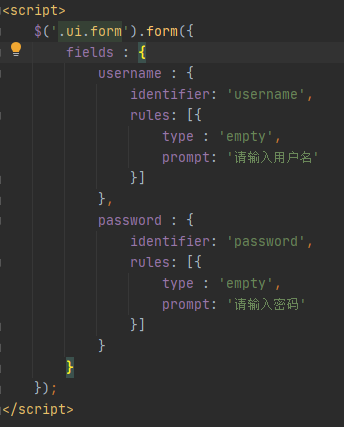 <script>
$('.ui.form').form({
fields : {
username : {
identifier: 'username',
rules: [{
type : 'empty',
prompt: '请输入用户名'
}]
},
password : {
identifier: 'password',
rules: [{
type : 'empty',
prompt: '请输入密码'
}]
}
}
});
</script>